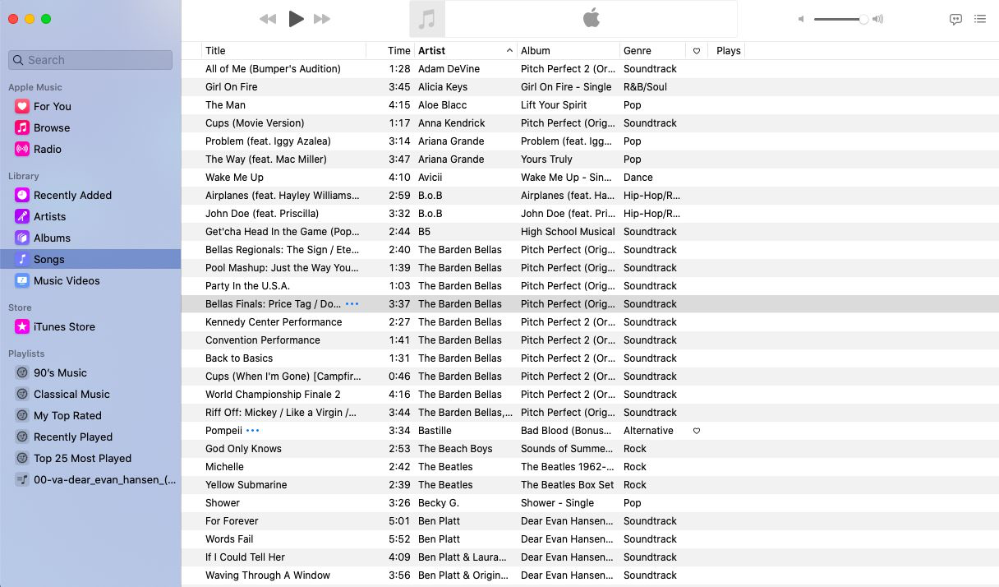 Search
Apple Music
For You
Browse
Radio
Library
Recently Added
Artists
Albums
Songs
Music Videos
Store
iTunes Store
Playlists
90's Music
Classical Music
My Top Rated
Recently Played
Top 25 Most Played
00-va-dear_evan_hansen_(...
Title Time Artist Album Genre Plays
All of Me (Bumper's Audition) 1:28 Adam DeVine Pitch Perfect 2 (Or... Soundtrack
Girl On Fire 3:45 Alicia Keys Girl On Fire - Single R&B/Soul
The Man 4:15 Aloe Blacc Lift Your Spirit Pop
Cups (Movie Version) 1:17 Anna Kendrick Pitch Perfect (Orig... Soundtrack
Problem (feat. Iggy Azalea) 3:14 Ariana Grande Problem (feat. Igg... Pop
The Way (feat. Mac Miller) 3:47 Ariana Grande Yours Truly Pop
Wake Me Up 4:10 Avicii Wake Me Up - Sin... Dance
Airplanes (feat. Hayley Williams... 2:59 B.o.B Airplanes (feat. Ha... Hip-Hop/R...
John Doe (feat. Priscilla) 3:32 B.o.B John Doe (feat. Pri... Hip-Hop/R...
Get'cha Head In the Game (Pop... 2:44 B5 High School Musical Soundtrack
Bellas Regionals: The Sign / Ete... 2:40 The Barden Bellas Pitch Perfect (Orig... Soundtrack
Pool Mashup: Just the Way You... 1:39 The Barden Bellas Pitch Perfect (Orig... Soundtrack
Party In the U.S.A. 1:03 The Barden Bellas Pitch Perfect (Orig... Soundtrack
Bellas Finals: Price Tag / Do... ••• 3:37 The Barden Bellas Pitch Perfect (Orig... Soundtrack
Kennedy Center Performance 2:27 The Barden Bellas Pitch Perfect 2 (Or... Soundtrack
Convention Performance 1:41 The Barden Bellas Pitch Perfect 2 (Or... Soundtrack
Back to Basics 1:31 The Barden Bellas Pitch Perfect 2 (Or... Soundtrack
Cups (When I'm Gone) [Campfir... 0:46 The Barden Bellas Pitch Perfect 2 (Or... Soundtrack
World Championship Finale 2 4:16 The Barden Bellas Pitch Perfect 2 (Or... Soundtrack
Riff Off: Mickey / Like a Virgin /... 3:44 The Barden Bellas,... Pitch Perfect (Orig... Soundtrack
Pompeii ••• 3:34 Bastille Bad Blood (Bonus... Alternative
God Only Knows 2:53 The Beach Boys Sounds of Summe... Rock
Michelle 2:42 The Beatles The Beatles 1962-... Rock
Yellow Submarine 2:39 The Beatles The Beatles Box Set Rock
Shower 3:26 Becky G. Shower - Single Pop
For Forever 5:01 Ben Platt Dear Evan Hansen... Soundtrack
Words Fail 5:52 Ben Platt Dear Evan Hansen... Soundtrack
If I Could Tell Her 4:09 Ben Platt & Laura... Dear Evan Hansen... Soundtrack
Waving Through A Window 3:56 Ben Platt & Origin... Dear Evan Hansen... Soundtrack